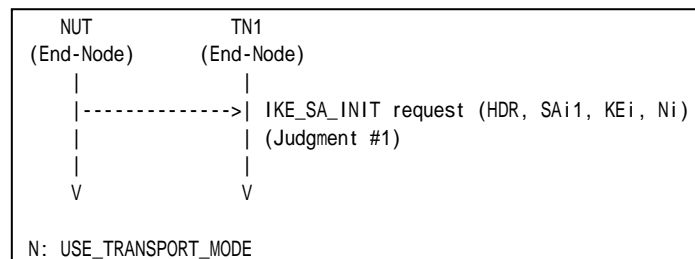 NUT TN1
(End-Node) (End-Node)
| |
|-------------->| IKE_SA_INIT request (HDR, SAi1, KEi, Ni)
| | (Judgment #1)
| |
V V
N: USE_TRANSPORT_MODE